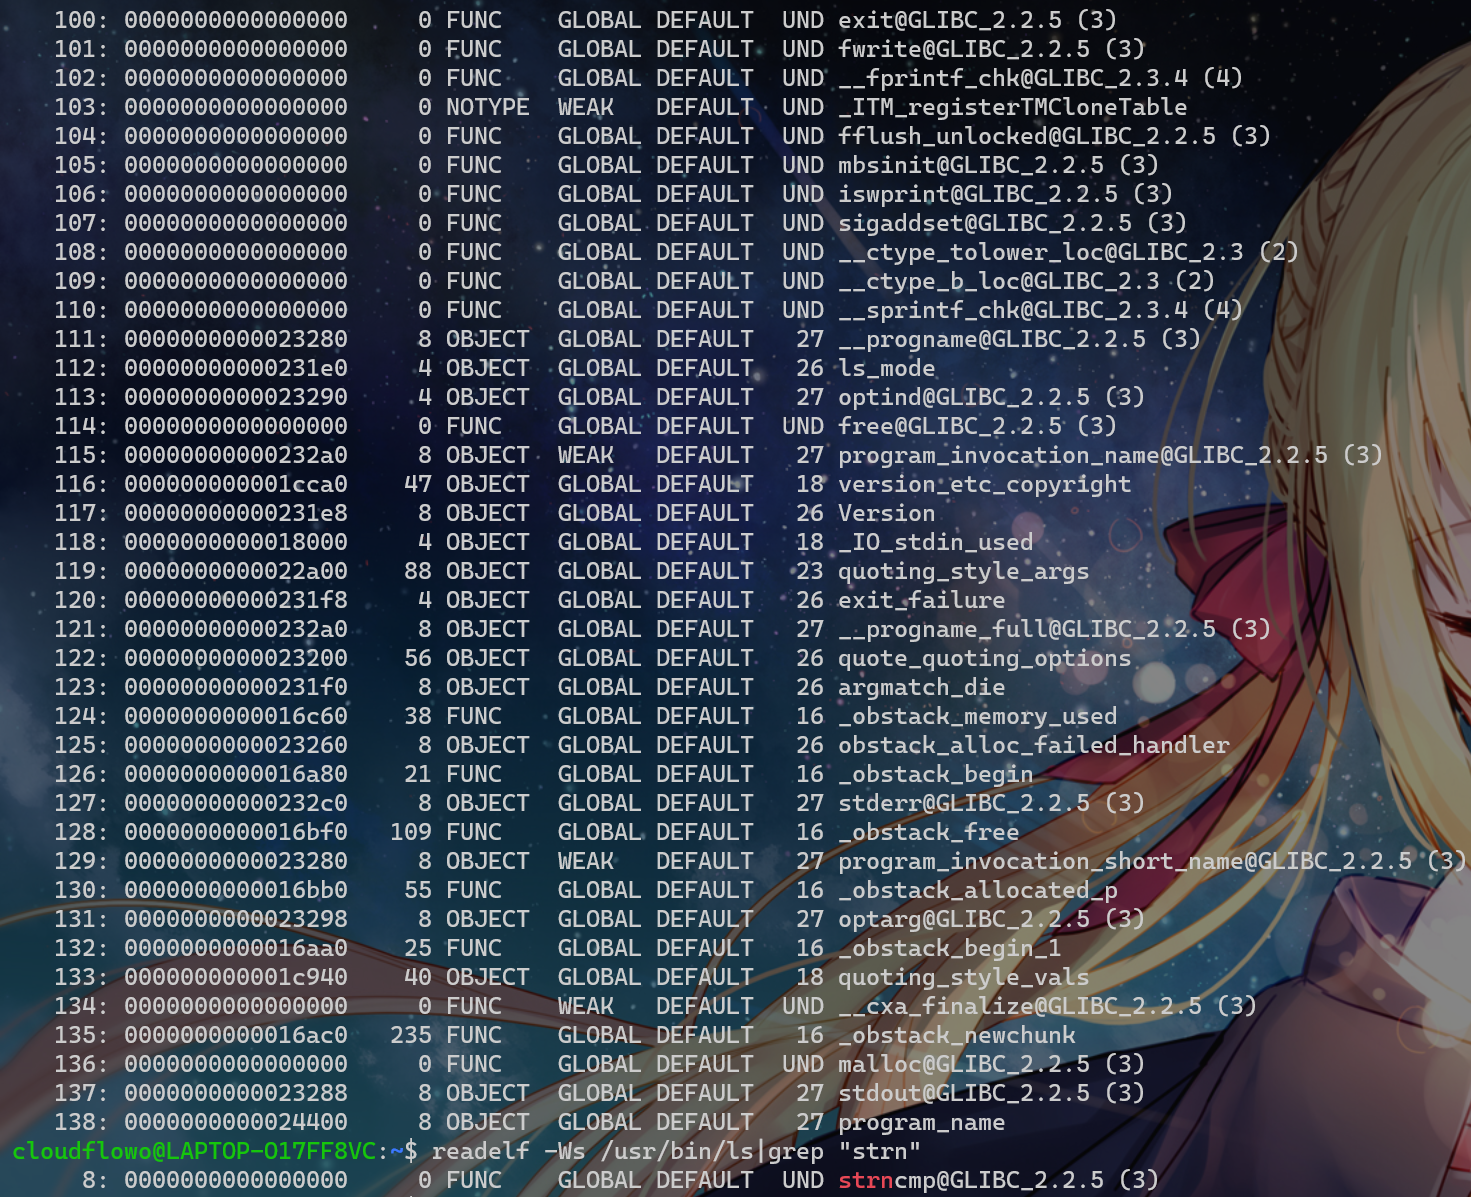 100: 0000000000000000     0 FUNC    GLOBAL DEFAULT  UND exit@GLIBC_2.2.5 (3)
101: 0000000000000000     0 FUNC    GLOBAL DEFAULT  UND fwrite@GLIBC_2.2.5 (3)
102: 0000000000000000     0 FUNC    GLOBAL DEFAULT  UND __fprintf_chk@GLIBC_2.3.4 (4)
103: 0000000000000000     0 NOTYPE  WEAK   DEFAULT  UND _ITM_registerTMCloneTable
104: 0000000000000000     0 FUNC    GLOBAL DEFAULT  UND fflush_unlocked@GLIBC_2.2.5 (3)
105: 0000000000000000     0 FUNC    GLOBAL DEFAULT  UND mbsinit@GLIBC_2.2.5 (3)
106: 0000000000000000     0 FUNC    GLOBAL DEFAULT  UND iswprint@GLIBC_2.2.5 (3)
107: 0000000000000000     0 FUNC    GLOBAL DEFAULT  UND sigaddset@GLIBC_2.2.5 (3)
108: 0000000000000000     0 FUNC    GLOBAL DEFAULT  UND __ctype_tolower_loc@GLIBC_2.3 (2)
109: 0000000000000000     0 FUNC    GLOBAL DEFAULT  UND __ctype_b_loc@GLIBC_2.3 (2)
110: 0000000000000000     0 FUNC    GLOBAL DEFAULT  UND __sprintf_chk@GLIBC_2.3.4 (4)
111: 0000000000023280     8 OBJECT  GLOBAL DEFAULT   27 __progname@GLIBC_2.2.5 (3)
112: 00000000000231e0     4 OBJECT  GLOBAL DEFAULT   26 ls_mode
113: 0000000000023290     4 OBJECT  GLOBAL DEFAULT   27 optind@GLIBC_2.2.5 (3)
114: 0000000000000000     0 FUNC    GLOBAL DEFAULT  UND free@GLIBC_2.2.5 (3)
115: 00000000000232a0     8 OBJECT  WEAK   DEFAULT   27 program_invocation_name@GLIBC_2.2.5 (3)
116: 000000000001cca0    47 OBJECT  GLOBAL DEFAULT   18 version_etc_copyright
117: 00000000000231e8     8 OBJECT  GLOBAL DEFAULT   26 Version
118: 0000000000018000     4 OBJECT  GLOBAL DEFAULT   18 _IO_stdin_used
119: 0000000000022a00    88 OBJECT  GLOBAL DEFAULT   23 quoting_style_args
120: 00000000000231f8     4 OBJECT  GLOBAL DEFAULT   26 exit_failure
121: 00000000000232a0     8 OBJECT  GLOBAL DEFAULT   27 __progname_full@GLIBC_2.2.5 (3)
122: 0000000000023200    56 OBJECT  GLOBAL DEFAULT   26 quote_quoting_options
123: 00000000000231f0     8 OBJECT  GLOBAL DEFAULT   26 argmatch_die
124: 0000000000016c60    38 FUNC    GLOBAL DEFAULT   16 _obstack_memory_used
125: 0000000000023260     8 OBJECT  GLOBAL DEFAULT   26 obstack_alloc_failed_handler
126: 0000000000016a80    21 FUNC    GLOBAL DEFAULT   16 _obstack_begin
127: 00000000000232c0     8 OBJECT  GLOBAL DEFAULT   27 stderr@GLIBC_2.2.5 (3)
128: 0000000000016bf0   109 FUNC    GLOBAL DEFAULT   16 _obstack_free
129: 0000000000023280     8 OBJECT  WEAK   DEFAULT   27 program_invocation_short_name@GLIBC_2.2.5 (3)
130: 0000000000016bb0    55 FUNC    GLOBAL DEFAULT   16 _obstack_allocated_p
131: 0000000000023298     8 OBJECT  GLOBAL DEFAULT   27 optarg@GLIBC_2.2.5 (3)
132: 0000000000016aa0    25 FUNC    GLOBAL DEFAULT   16 _obstack_begin_1
133: 000000000001c940    40 OBJECT  GLOBAL DEFAULT   18 quoting_style_vals
134: 0000000000000000     0 FUNC    WEAK   DEFAULT  UND __cxa_finalize@GLIBC_2.2.5 (3)
135: 0000000000016ac0   235 FUNC    GLOBAL DEFAULT   16 _obstack_newchunk
136: 0000000000000000     0 FUNC    GLOBAL DEFAULT  UND malloc@GLIBC_2.2.5 (3)
137: 0000000000023288     8 OBJECT  GLOBAL DEFAULT   27 stdout@GLIBC_2.2.5 (3)
138: 0000000000024400     8 OBJECT  GLOBAL DEFAULT   27 program_name
cloudflowo@LAPTOP-O17FF8VC:~$ readelf -Ws /usr/bin/ls|grep "strn"
8: 0000000000000000     0 FUNC    GLOBAL DEFAULT  UND strncmp@GLIBC_2.2.5 (3)